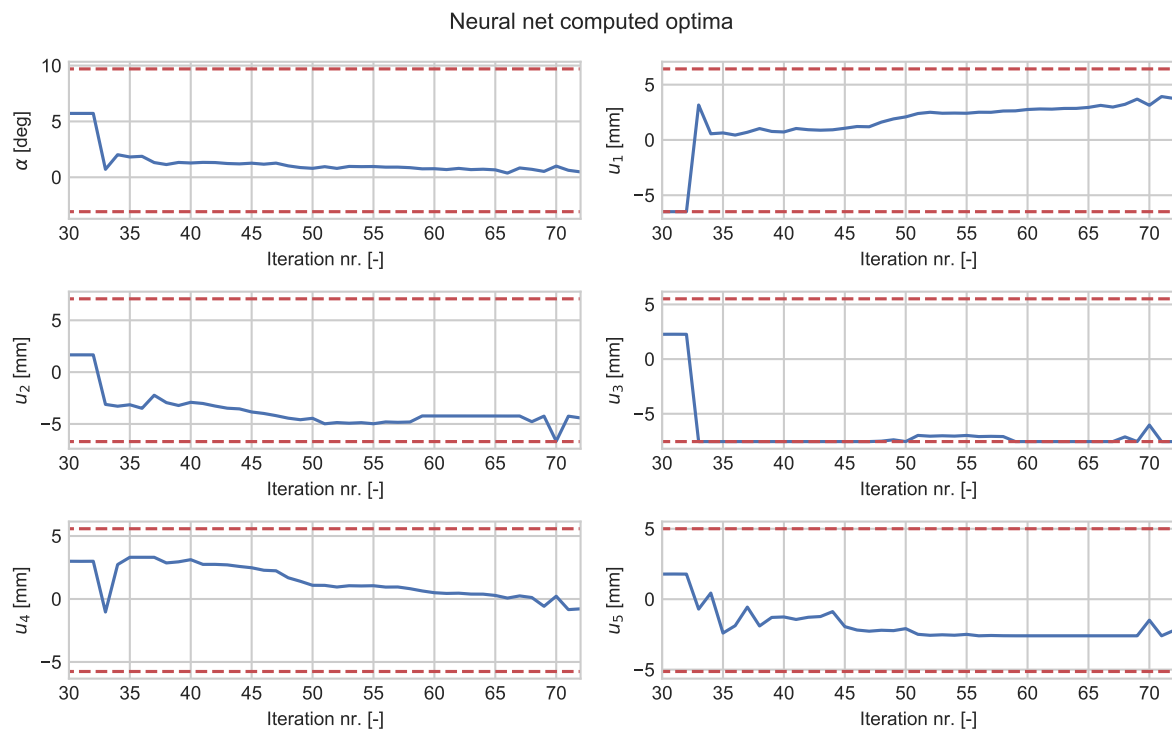 Neural net computed optima
10
5
0
α [deg]
30 35 40 45 50 55 60 65 70
Iteration nr. [-]
5
0
−5
u₁ [mm]
30 35 40 45 50 55 60 65 70
Iteration nr. [-]
5
0
−5
u₂ [mm]
30 35 40 45 50 55 60 65 70
Iteration nr. [-]
5
0
−5
u₃ [mm]
30 35 40 45 50 55 60 65 70
Iteration nr. [-]
5
0
−5
u₄ [mm]
30 35 40 45 50 55 60 65 70
Iteration nr. [-]
5
0
−5
u₅ [mm]
30 35 40 45 50 55 60 65 70
Iteration nr. [-]